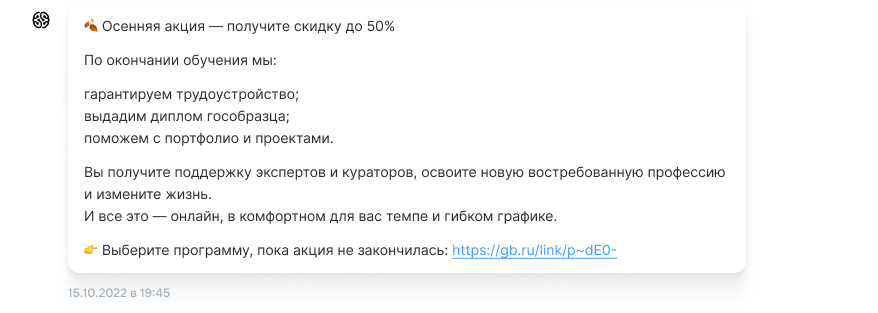 🍂 Осенняя акция — получите скидку до 50%
По окончании обучения мы:
гарантируем трудоустройство;
выдадим диплом гособразца;
поможем с портфолио и проектами.
Вы получите поддержку экспертов и кураторов, освоите новую востребованную профессию
и измените жизнь.
И все это — онлайн, в комфортном для вас темпе и гибком графике.
👉 Выберите программу, пока акция не закончилась: https://gb.ru/link/p~dE0-
15.10.2022 в 19:45